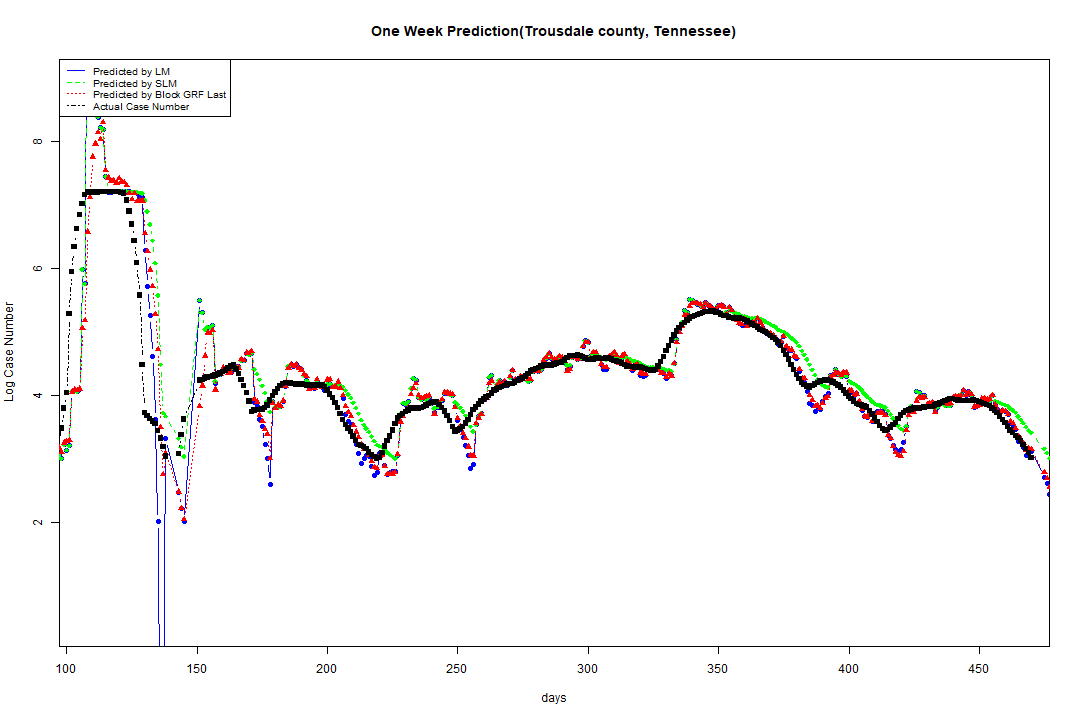 One Week Prediction(Trousdale county, Tennessee)
Predicted by LM
Predicted by SLM
Predicted by Block GRF Last
Actual Case Number
8
6
4
2
Log Case Number
100 150 200 250 300 350 400 450
days